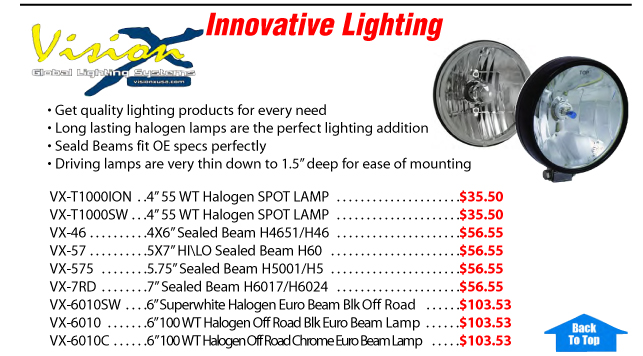 Innovative Lighting
Vision X
Global Lighting Systems
www.visionxusa.com
• Get quality lighting products for every need
• Long lasting halogen lamps are the perfect lighting addition
• Seald Beams fit OE specs perfectly
• Driving lamps are very thin down to 1.5” deep for ease of mounting
VX-T1000ION . .4” 55 WT Halogen SPOT LAMP . . . . . . . . . . . . . . . . . . . . .$35.50
VX-T1000SW . .4” 55 WT Halogen SPOT LAMP . . . . . . . . . . . . . . . . . . . . .$35.50
VX-46 . . . . . . . . . .4X6” Sealed Beam H4651/H46 . . . . . . . . . . . . . . . . . . . . . .$56.55
VX-57 . . . . . . . . . .5X7” HI\LO Sealed Beam H60 . . . . . . . . . . . . . . . . . . . . . . .$56.55
VX-575 . . . . . . . .5.75” Sealed Beam H5001/H5 . . . . . . . . . . . . . . . . . . . . . . .$56.55
VX-7RD . . . . . . . .7” Sealed Beam H6017/H6024 . . . . . . . . . . . . . . . . . . . . . .$56.55
VX-6010SW . . . .6” Superwhite Halogen Euro Beam Blk Off Road . . . . . .$103.53
VX-6010 . . . . . . .6”100 WT Halogen Off Road Blk Euro Beam Lamp . . . . . .$103.53
VX-6010C . . . . . .6”100 WT Halogen Off Road Chrome Euro Beam Lamp . . . . . .$103.53
Back
To Top